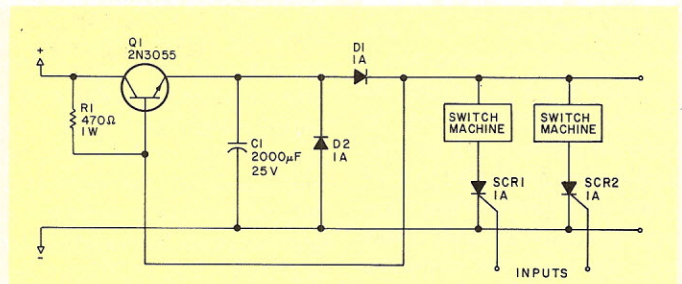 Q1
2N3055
+
R1
470Ω
1W
C1
2000µF
25V
D2
1A
D1
1A
SWITCH
MACHINE
SWITCH
MACHINE
SCR1
1A
SCR2
1A
-
INPUTS